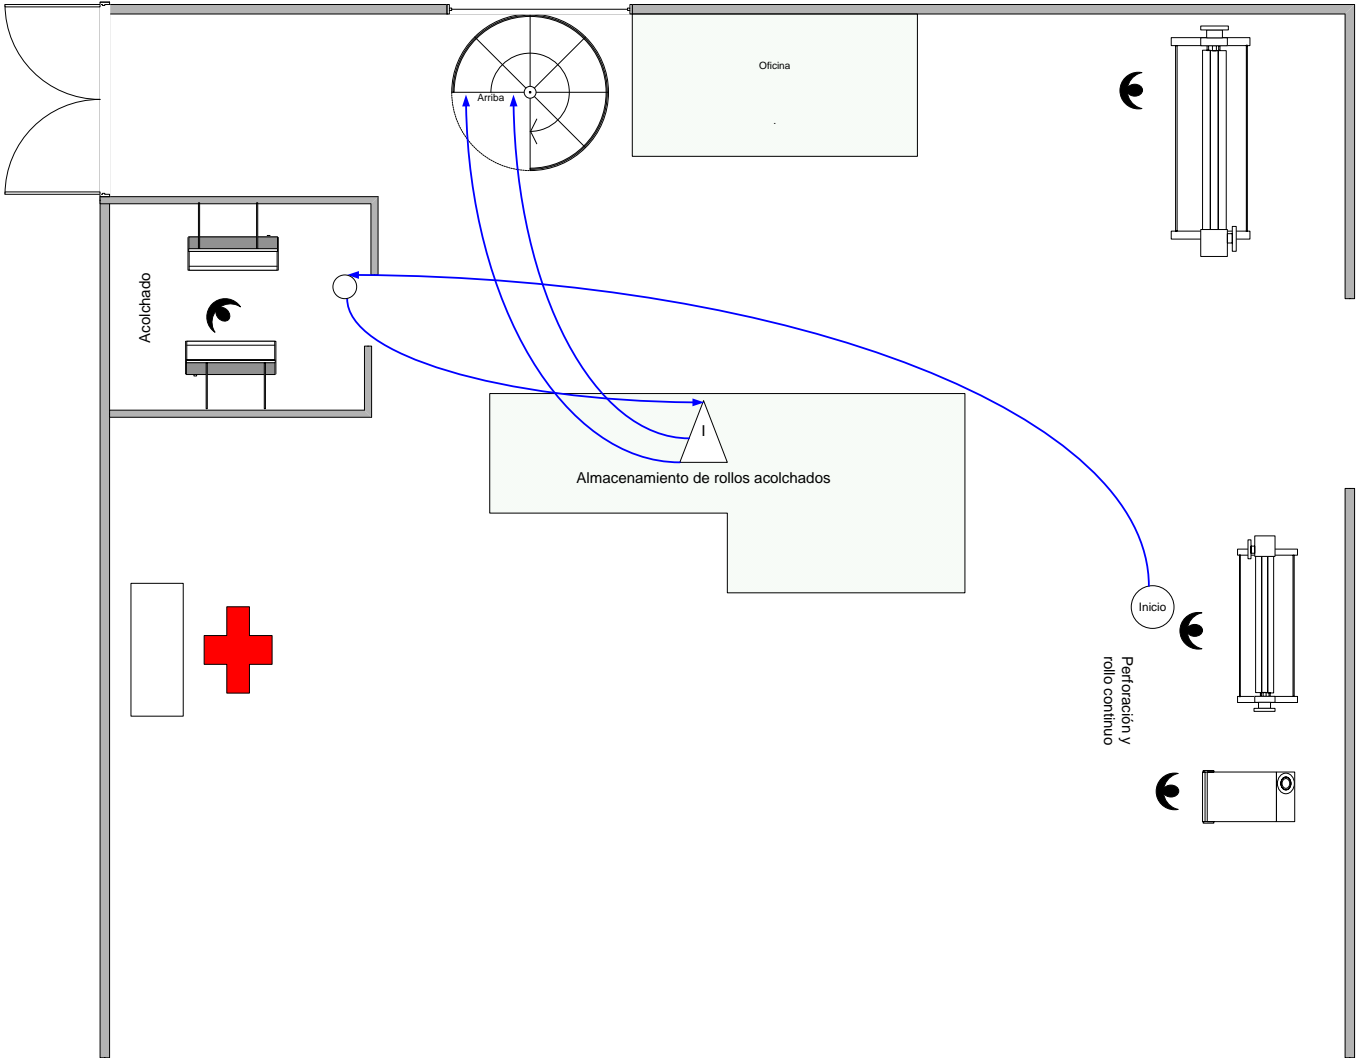 Oficina
Arriba
Acolchado
I
Almacenamiento de rollos acolchados
Inicio
Perforación y
rollo continuo